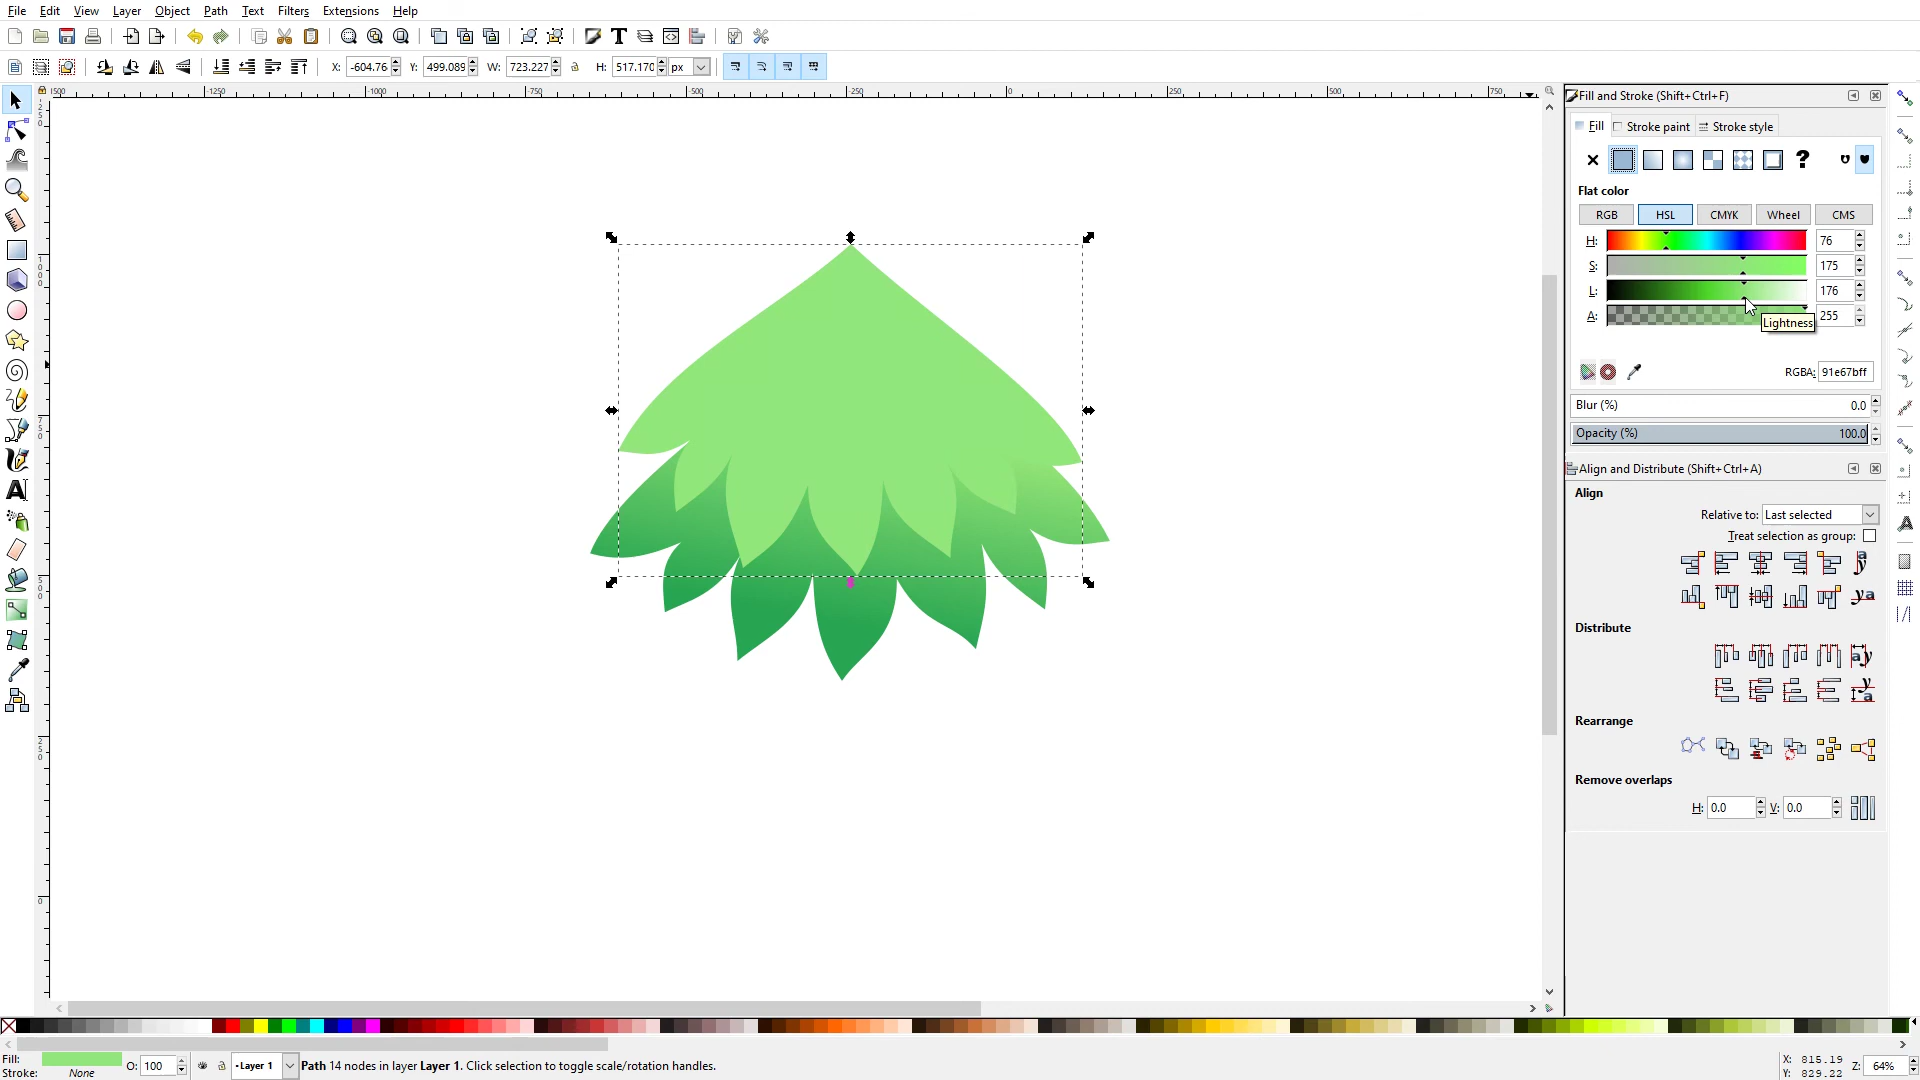 File Edit View Layer Object Path Text Filters Extensions Help
X: -604.76 Y: 499.089 W: 723.227 H: 517.170 px
Fill and Stroke (Shift+Ctrl+F)
Fill Stroke paint Stroke style
Flat color
RGB HSL CMYK Wheel CMS
H: 76
S: 175
L: 176
A: 255
Lightness
RGBA: 91e67bff
Blur (%) 0.0
Opacity (%) 100.0
Align and Distribute (Shift+Ctrl+A)
Align
Relative to: Last selected
Treat selection as group:
Distribute
Rearrange
Remove overlaps
H: 0.0 V: 0.0
Fill:
Stroke: None
O: 100
•Layer 1
Path 14 nodes in layer Layer 1. Click selection to toggle scale/rotation handles.
X: 815.19
Y: 829.22
Z: 64%